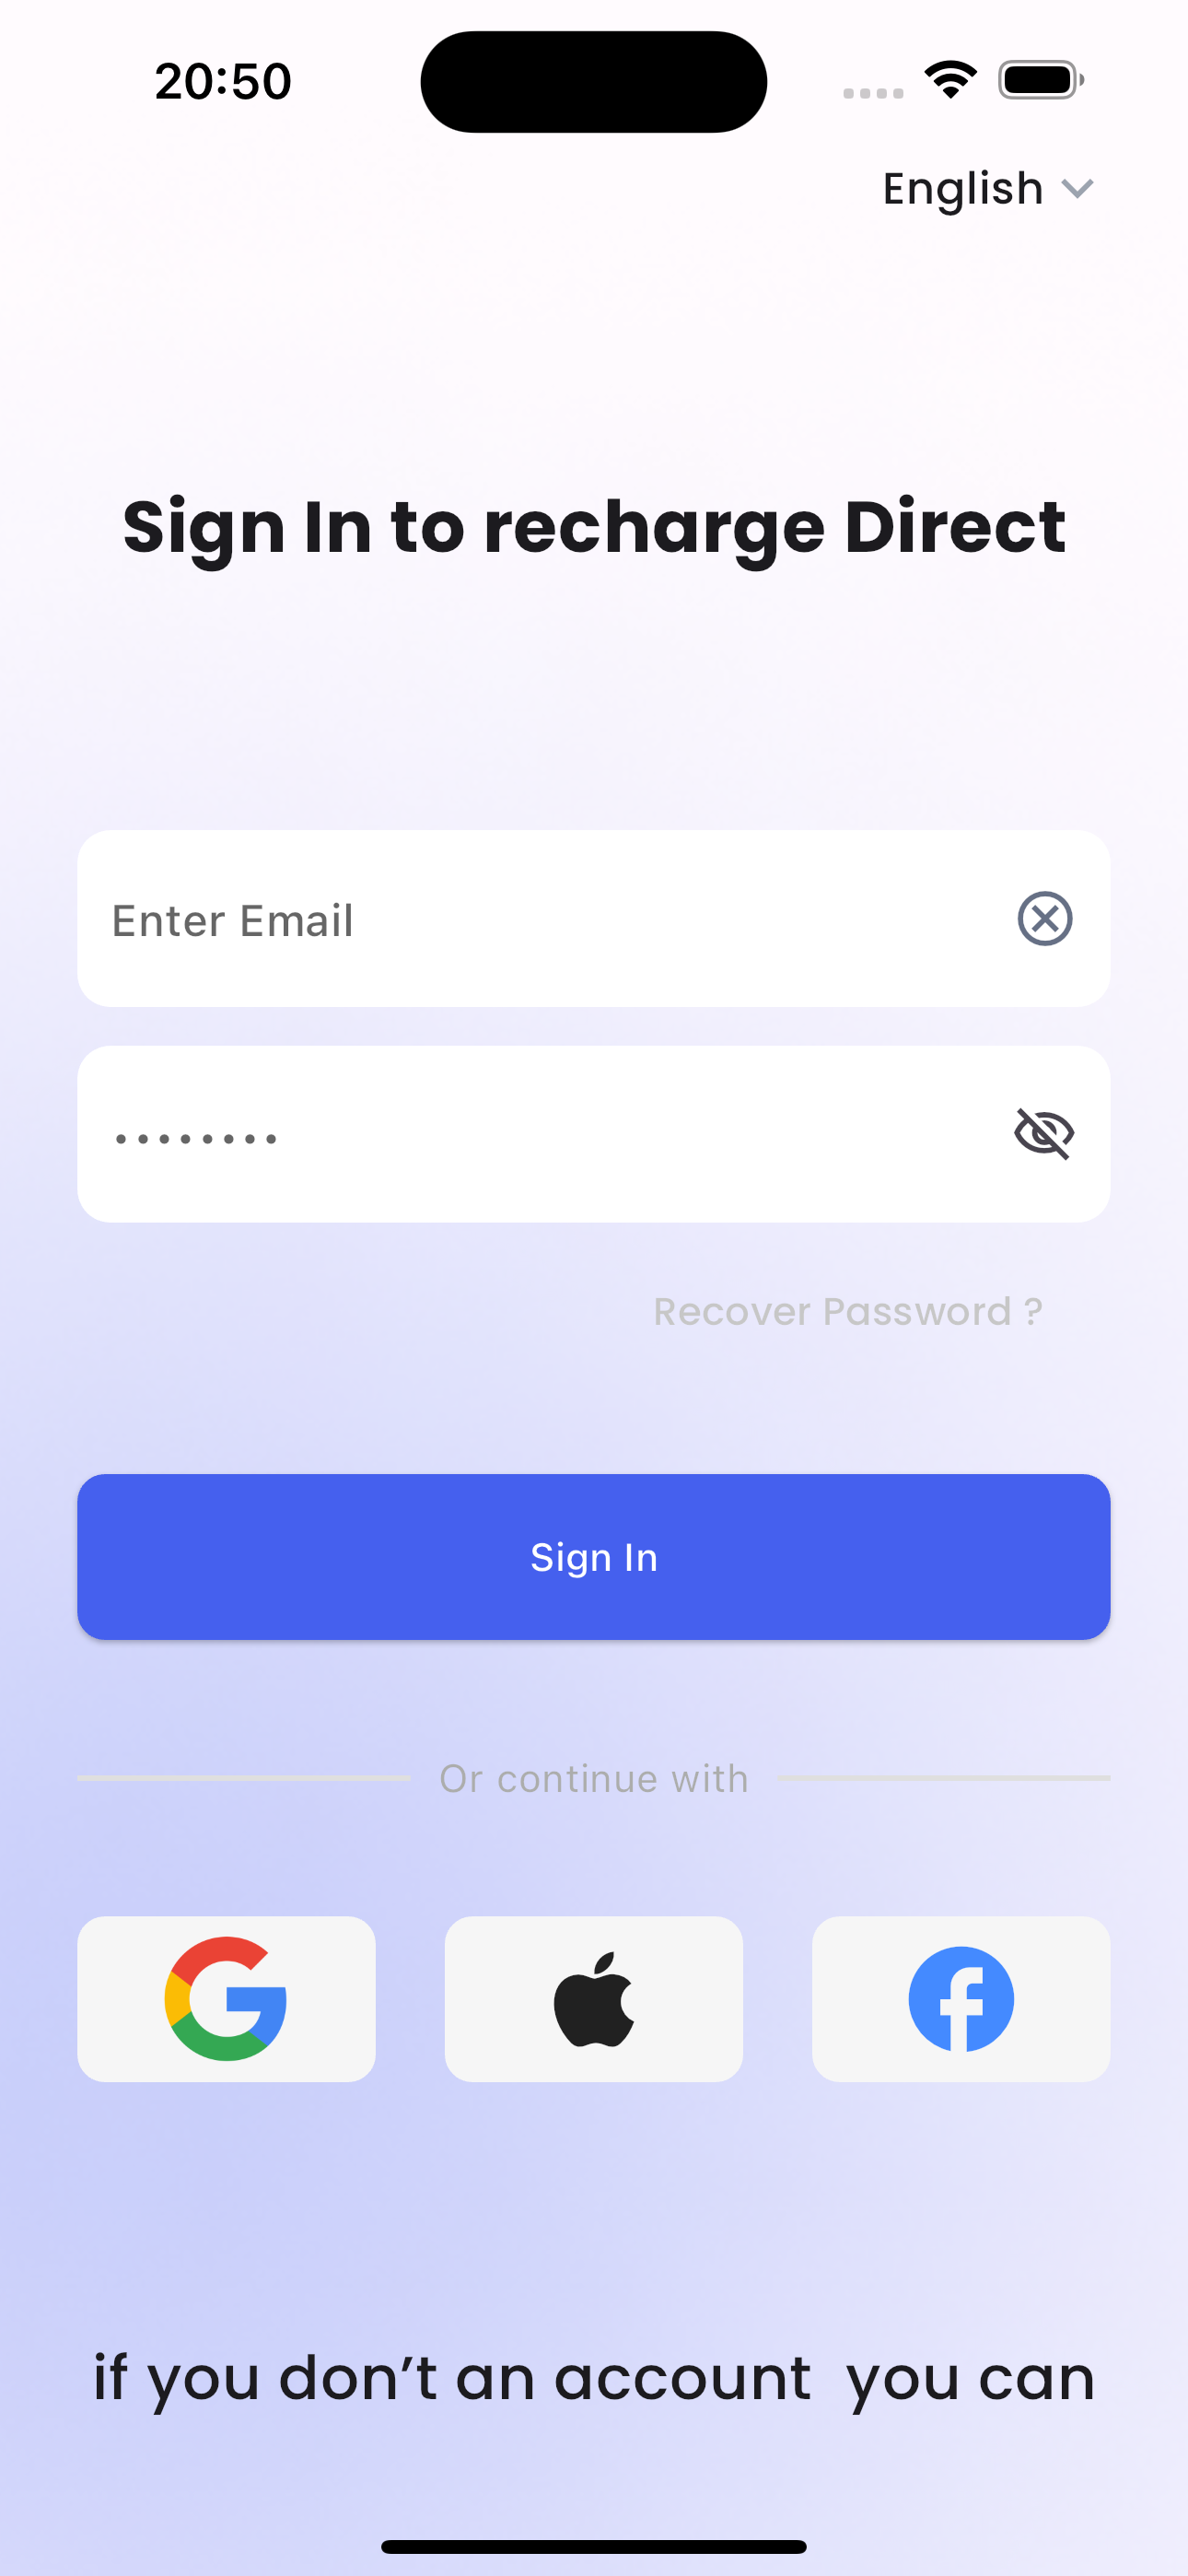 20:50
English
Sign In to recharge Direct
Enter Email
••••••••
Recover Password ?
Sign In
Or continue with
if you don’t an account  you can